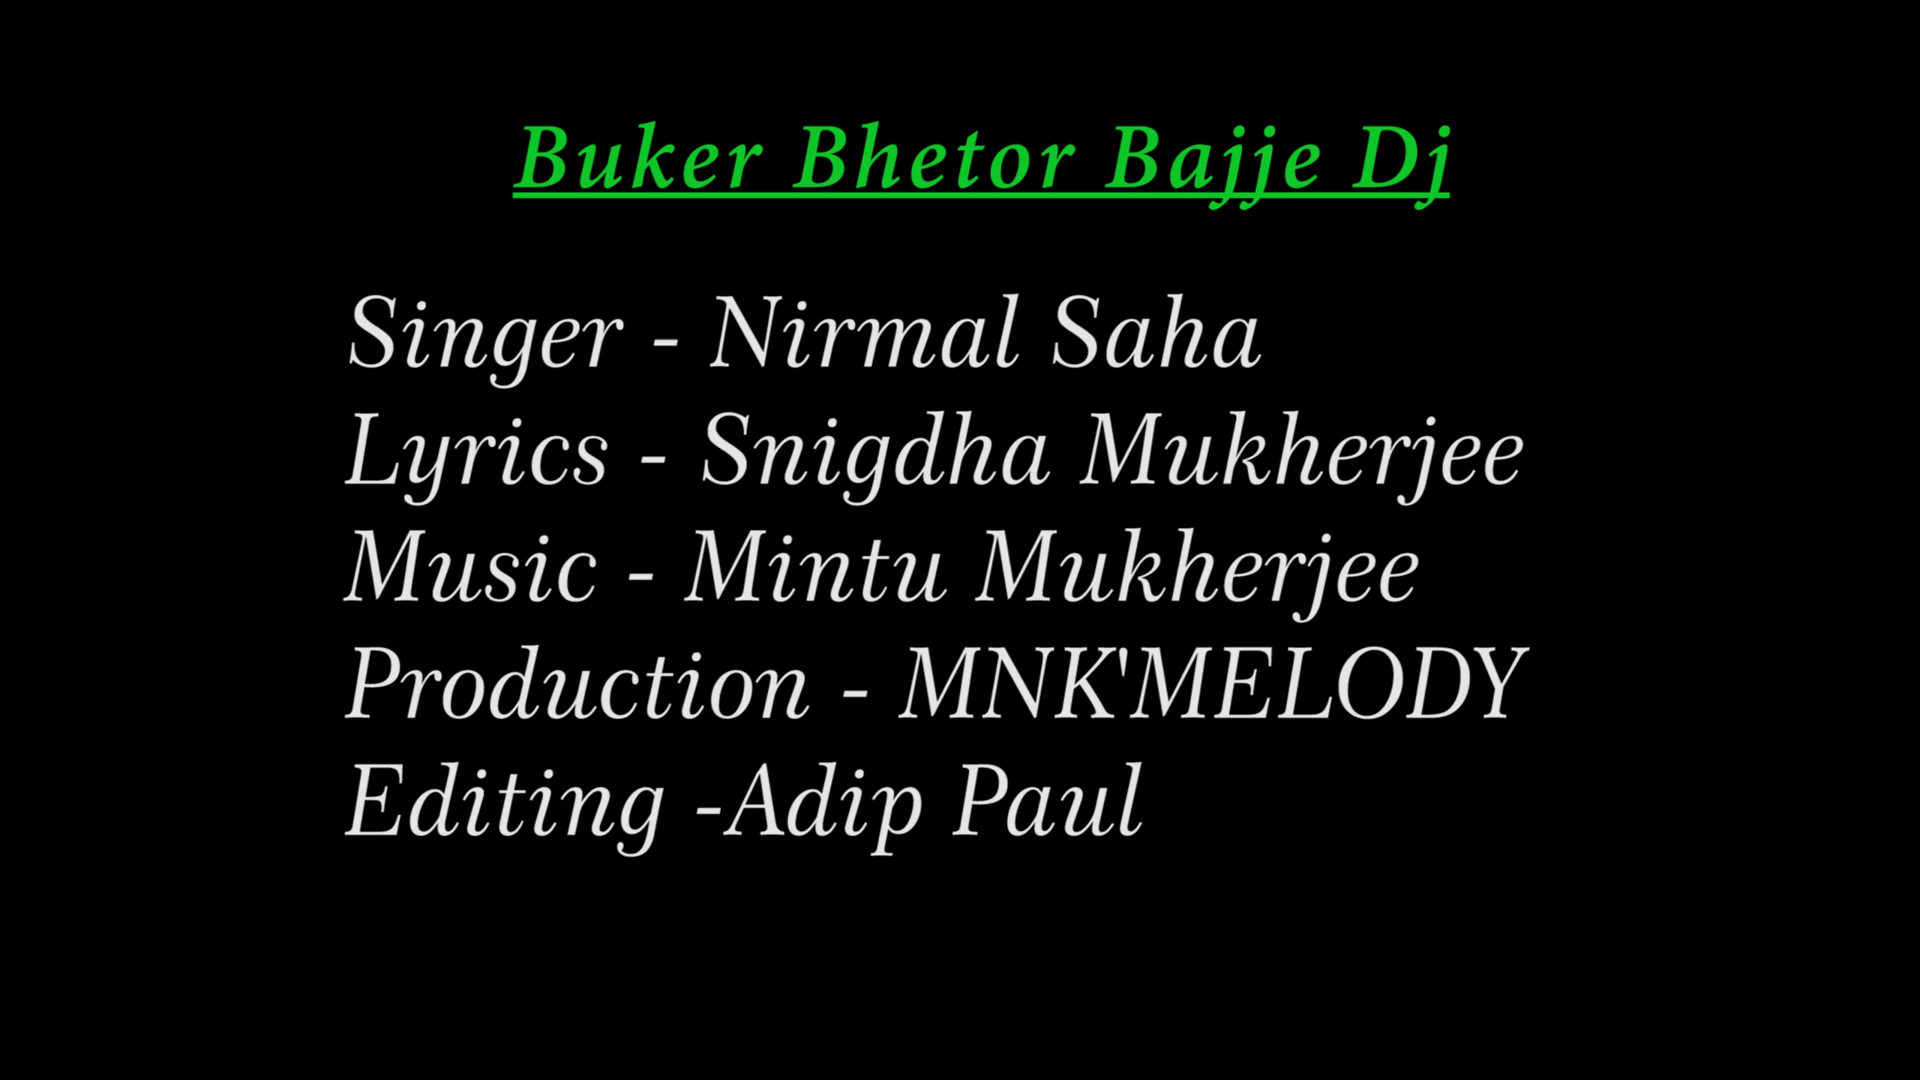 Buker Bhetor Bajje Dj
Singer - Nirmal Saha
Lyrics - Snigdha Mukherjee
Music - Mintu Mukherjee
Production - MNK'MELODY
Editing -Adip Paul